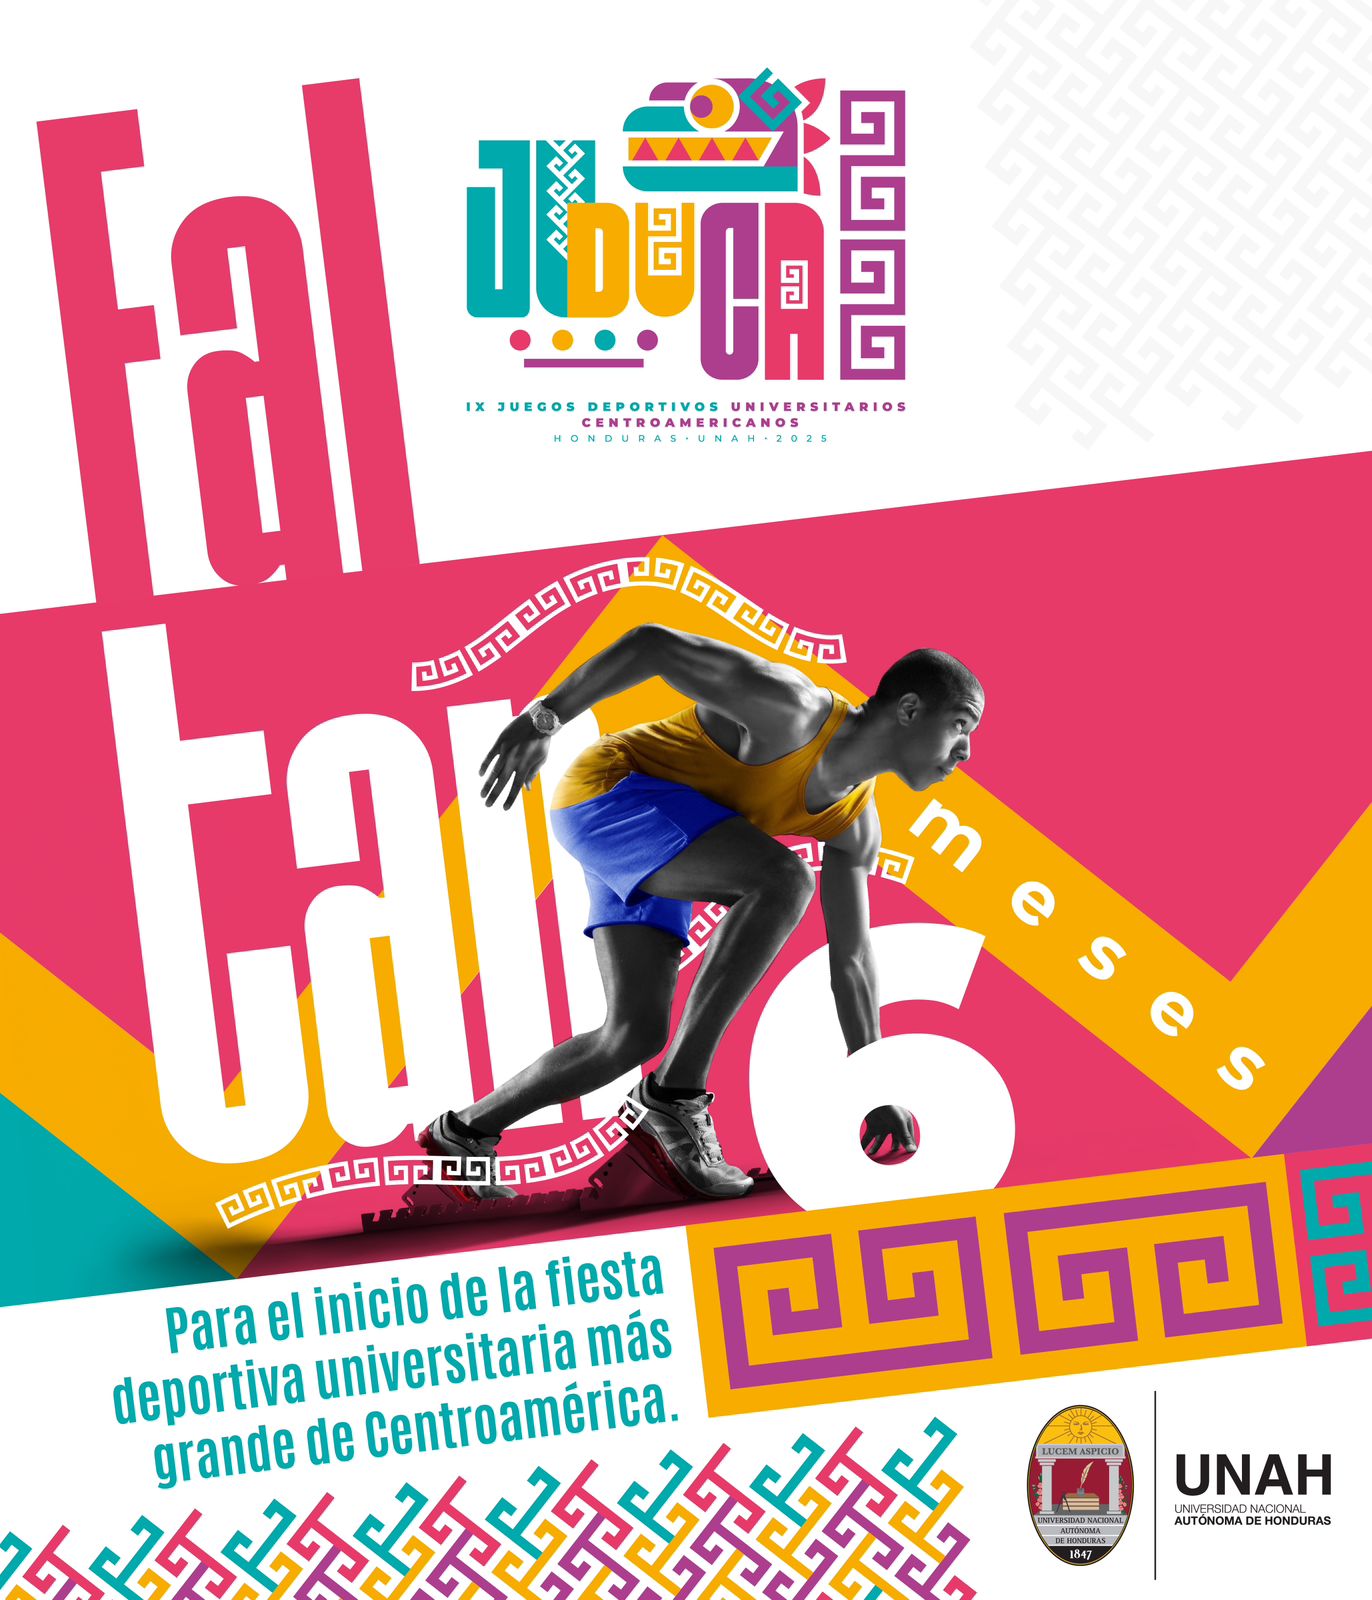 JUDUCA
IX JUEGOS DEPORTIVOS UNIVERSITARIOS
CENTROAMERICANOS
HONDURAS·UNAH·2025
Fal
tan
6
meses
Para el inicio de la fiesta
deportiva universitaria más
grande de Centroamérica.
LUCEM ASPICIO
UNIVERSIDAD NACIONAL
AUTÓNOMA
DE HONDURAS
1847
UNAH
UNIVERSIDAD NACIONAL
AUTÓNOMA DE HONDURAS